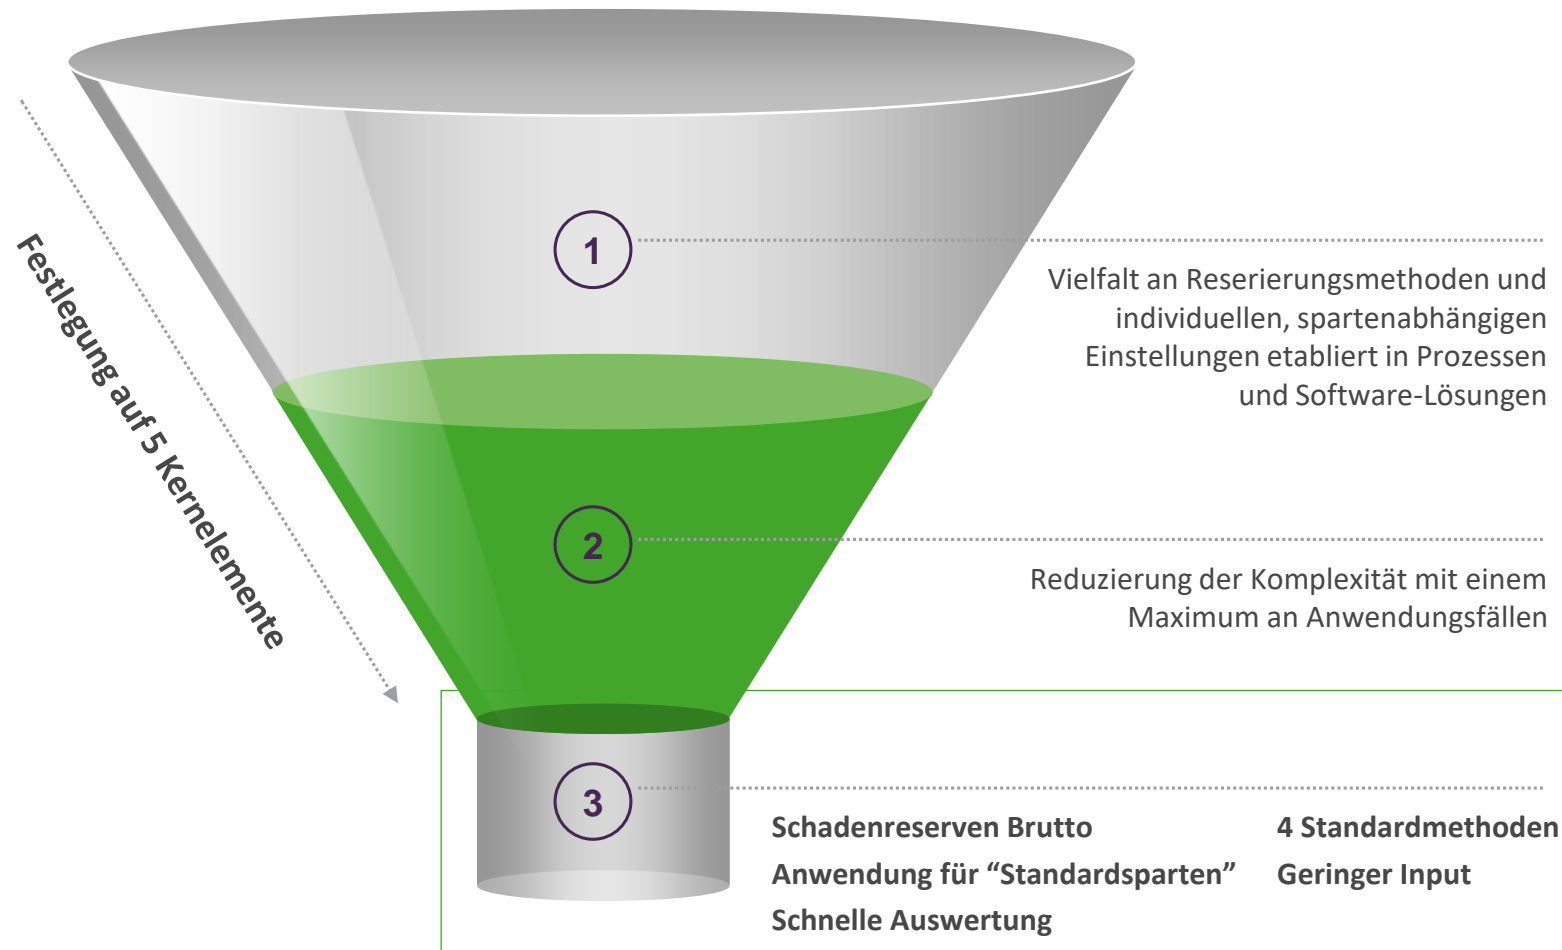 Festlegung auf 5 Kernelemente
1
Vielfalt an Reserierungsmethoden und
individuellen, spartenabhängigen
Einstellungen etabliert in Prozessen
und Software-Lösungen
2
Reduzierung der Komplexität mit einem
Maximum an Anwendungsfällen
3
Schadenreserven Brutto
Anwendung für “Standardsparten”
Schnelle Auswertung
4 Standardmethoden
Geringer Input